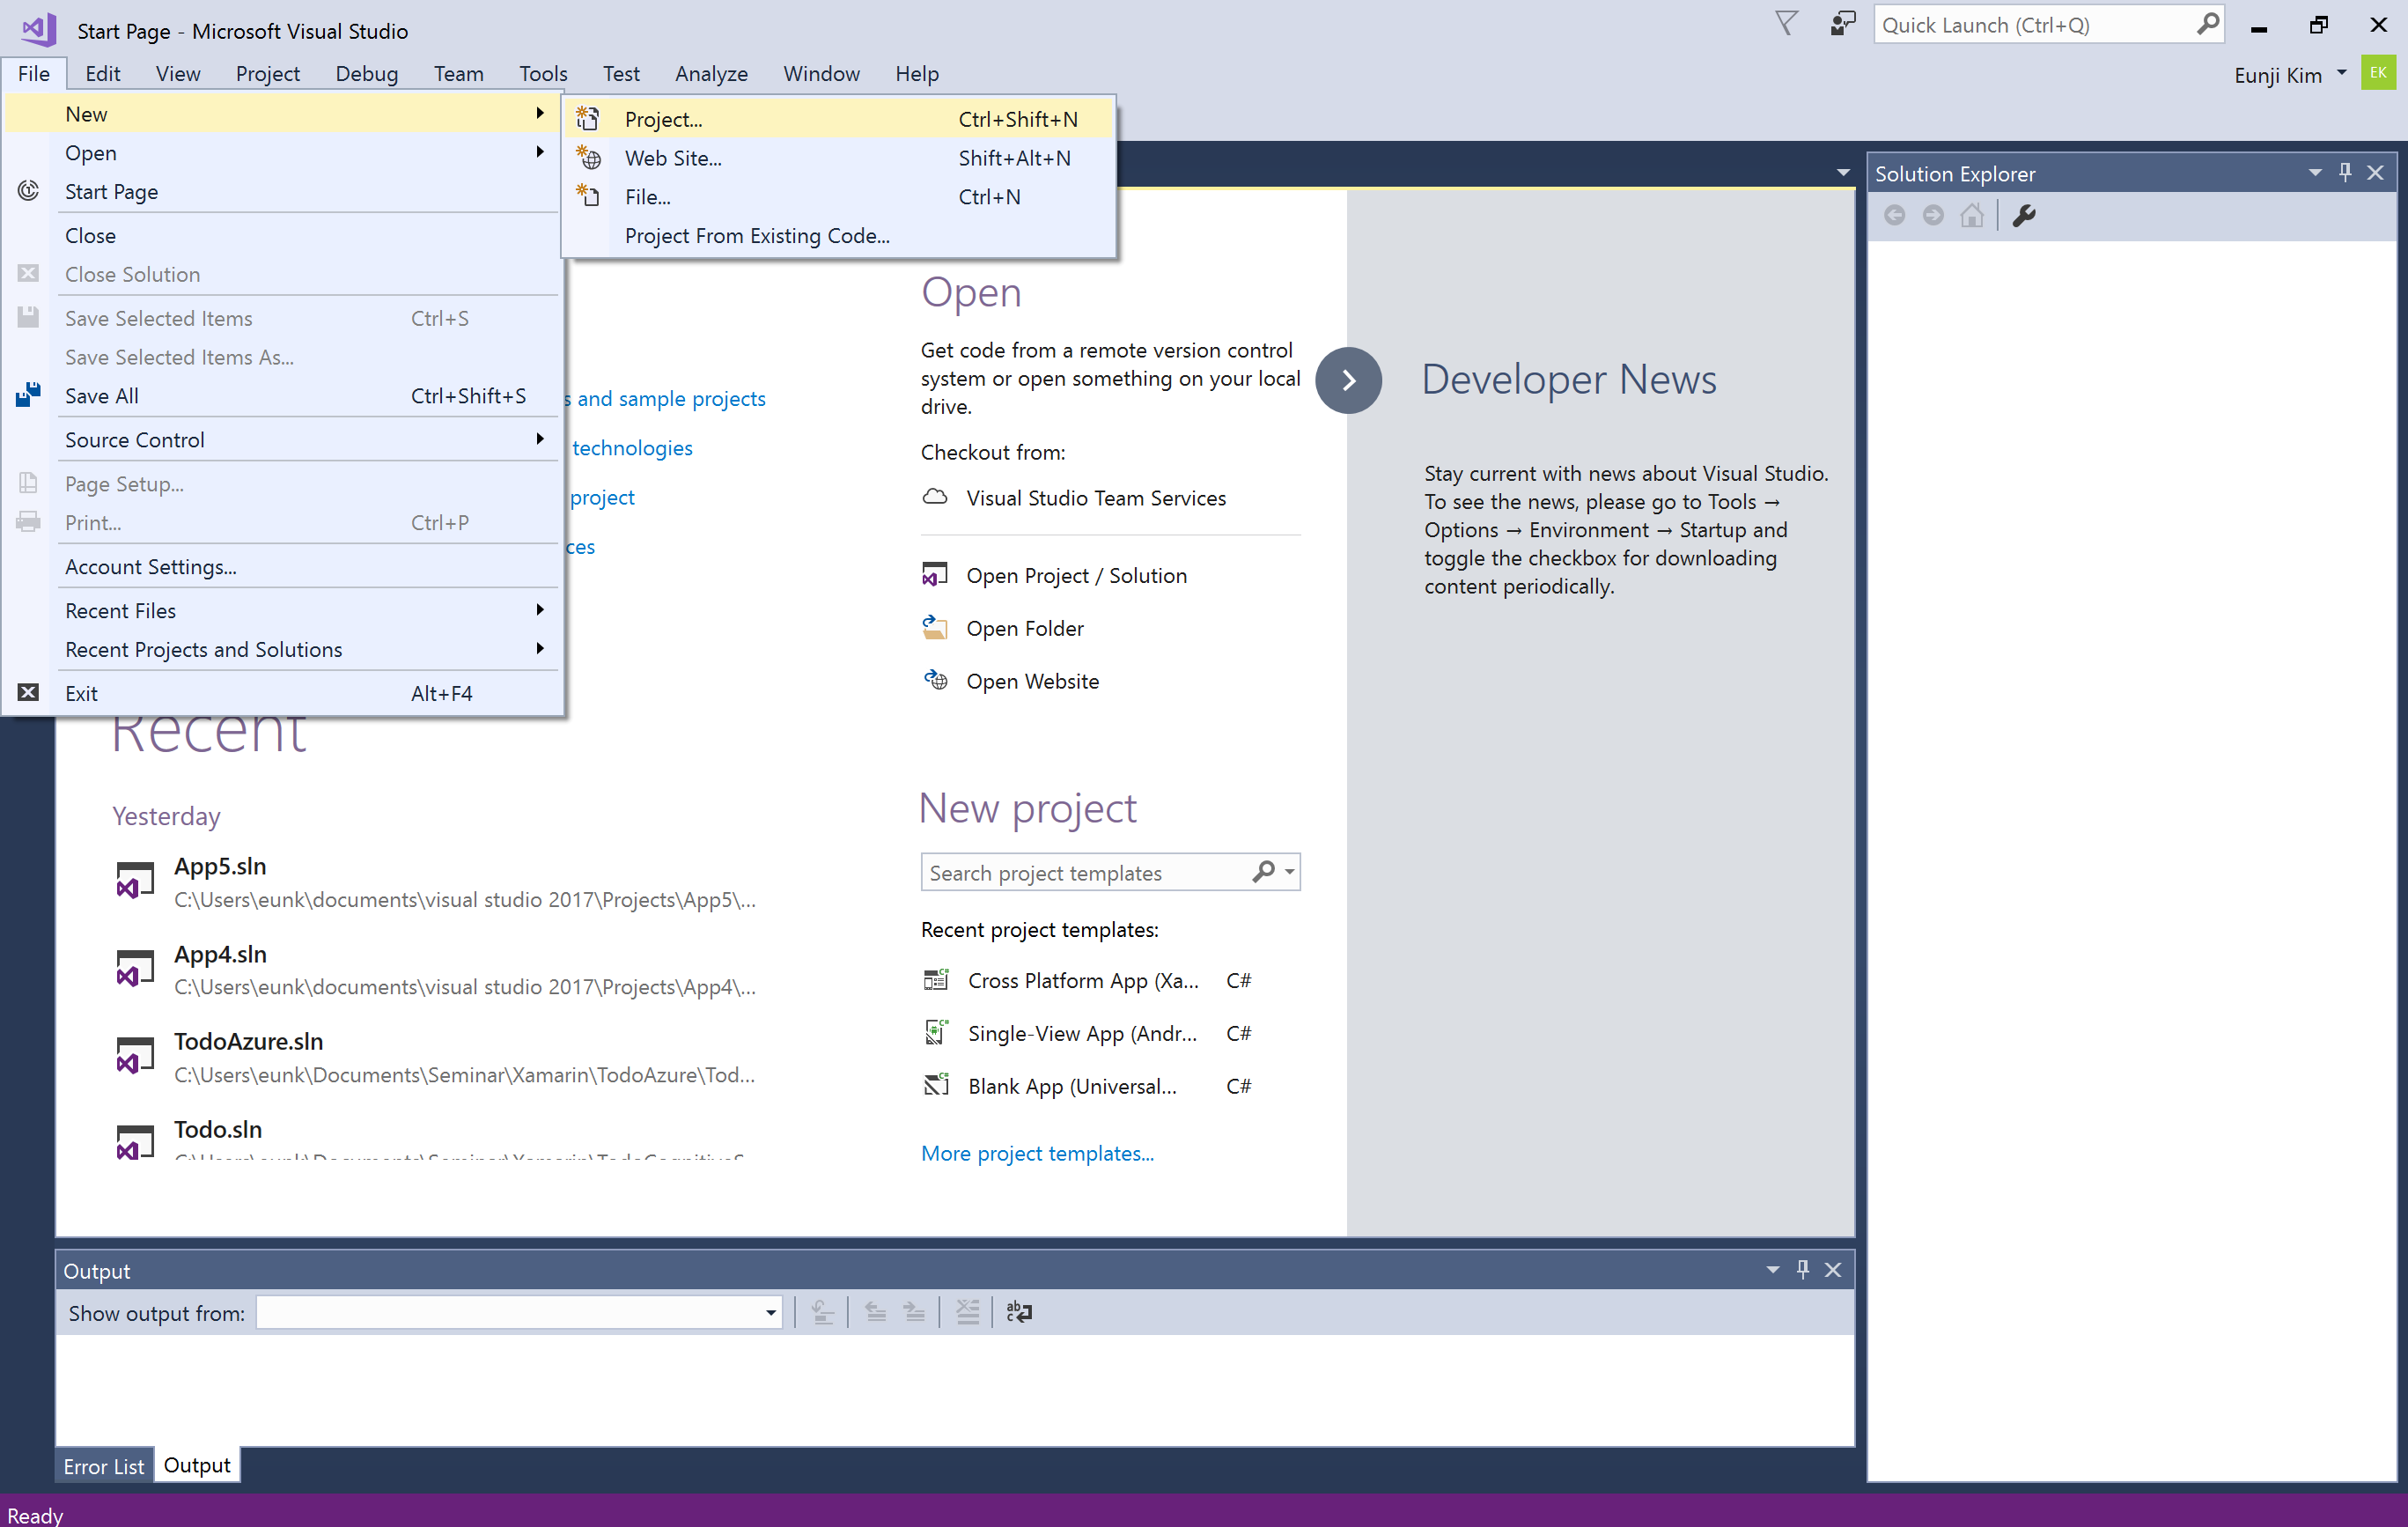 Start Page - Microsoft Visual Studio
Quick Launch (Ctrl+Q)
File Edit View Project Debug Team Tools Test Analyze Window Help
Eunji Kim EK
New
Open
Start Page
Close
Close Solution
Save Selected Items Ctrl+S
Save Selected Items As...
Save All Ctrl+Shift+S
Source Control
Page Setup...
Print... Ctrl+P
Account Settings...
Recent Files
Recent Projects and Solutions
Exit Alt+F4
Project... Ctrl+Shift+N
Web Site... Shift+Alt+N
File... Ctrl+N
Project From Existing Code...
s and sample projects
technologies
project
ces
Recent
Yesterday
App5.sln
C:\Users\eunk\documents\visual studio 2017\Projects\App5\...
App4.sln
C:\Users\eunk\documents\visual studio 2017\Projects\App4\...
TodoAzure.sln
C:\Users\eunk\Documents\Seminar\Xamarin\TodoAzure\Tod...
Todo.sln
Open
Get code from a remote version control
system or open something on your local
drive.
Checkout from:
Visual Studio Team Services
Open Project / Solution
Open Folder
Open Website
New project
Search project templates
Recent project templates:
Cross Platform App (Xa... C#
Single-View App (Andr... C#
Blank App (Universal... C#
More project templates...
Developer News
Stay current with news about Visual Studio.
To see the news, please go to Tools →
Options → Environment → Startup and
toggle the checkbox for downloading
content periodically.
Solution Explorer
Output
Show output from:
Error List Output
Ready